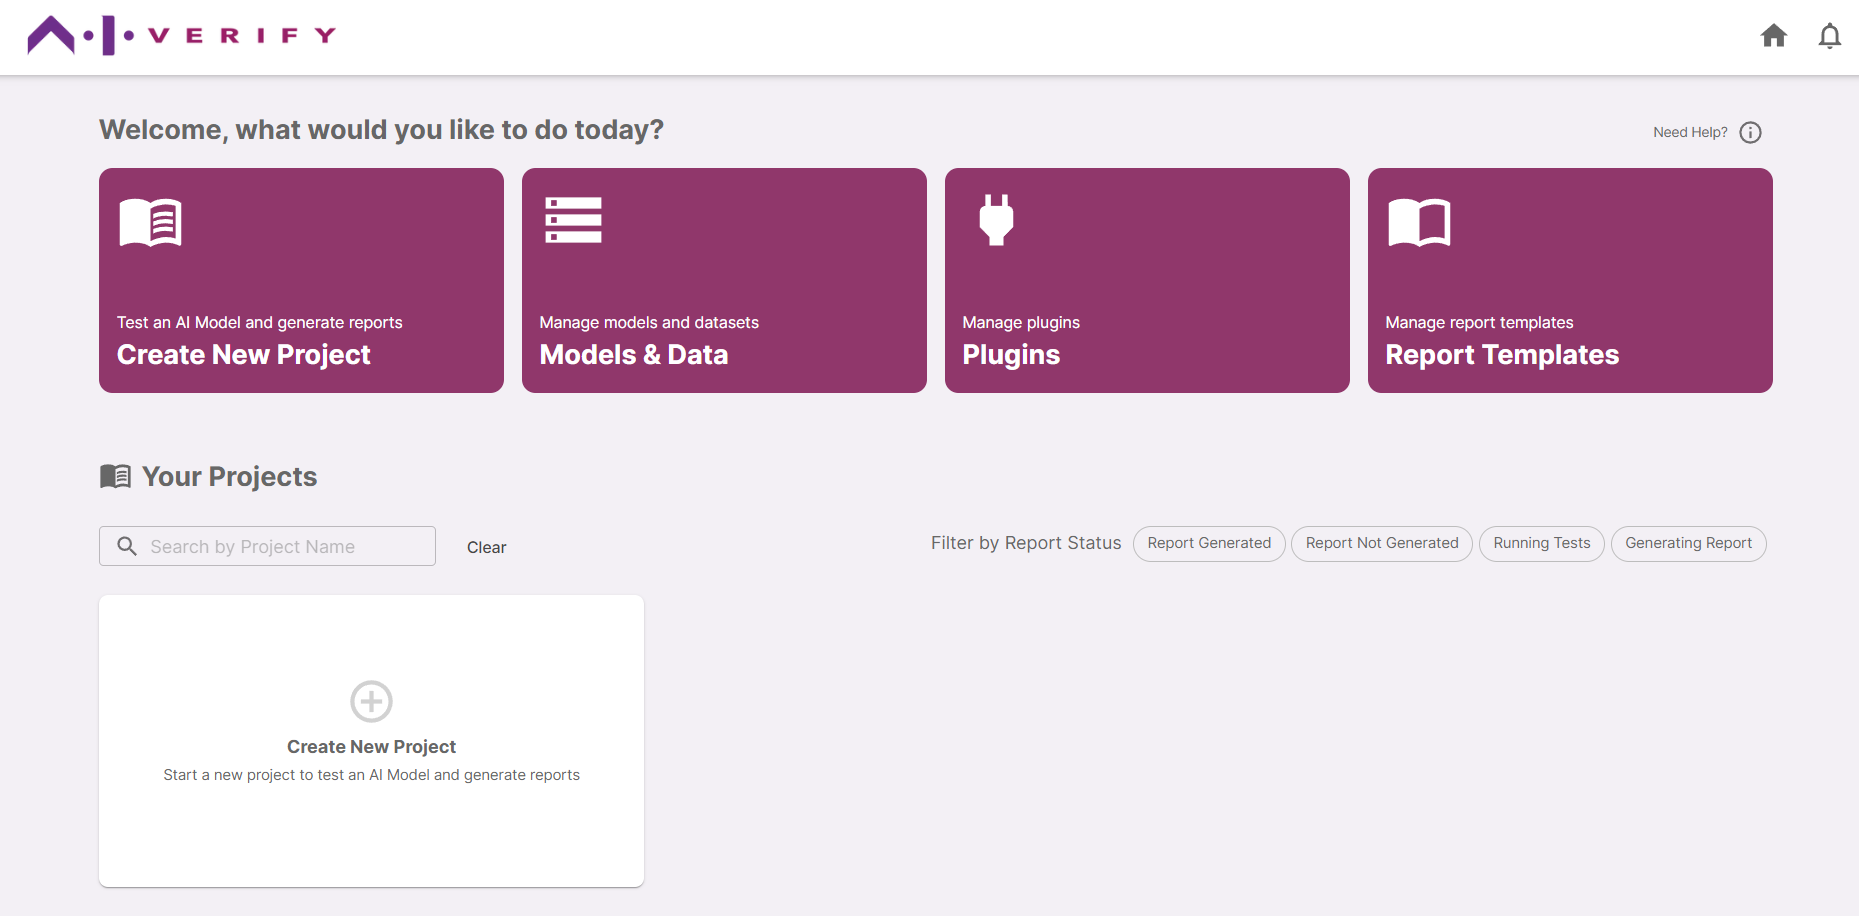 A·I· VERIFY
Welcome, what would you like to do today?
Need Help?
Test an AI Model and generate reports
Create New Project
Manage models and datasets
Models & Data
Manage plugins
Plugins
Manage report templates
Report Templates
Your Projects
Search by Project Name
Clear
Filter by Report Status
Report Generated
Report Not Generated
Running Tests
Generating Report
Create New Project
Start a new project to test an AI Model and generate reports